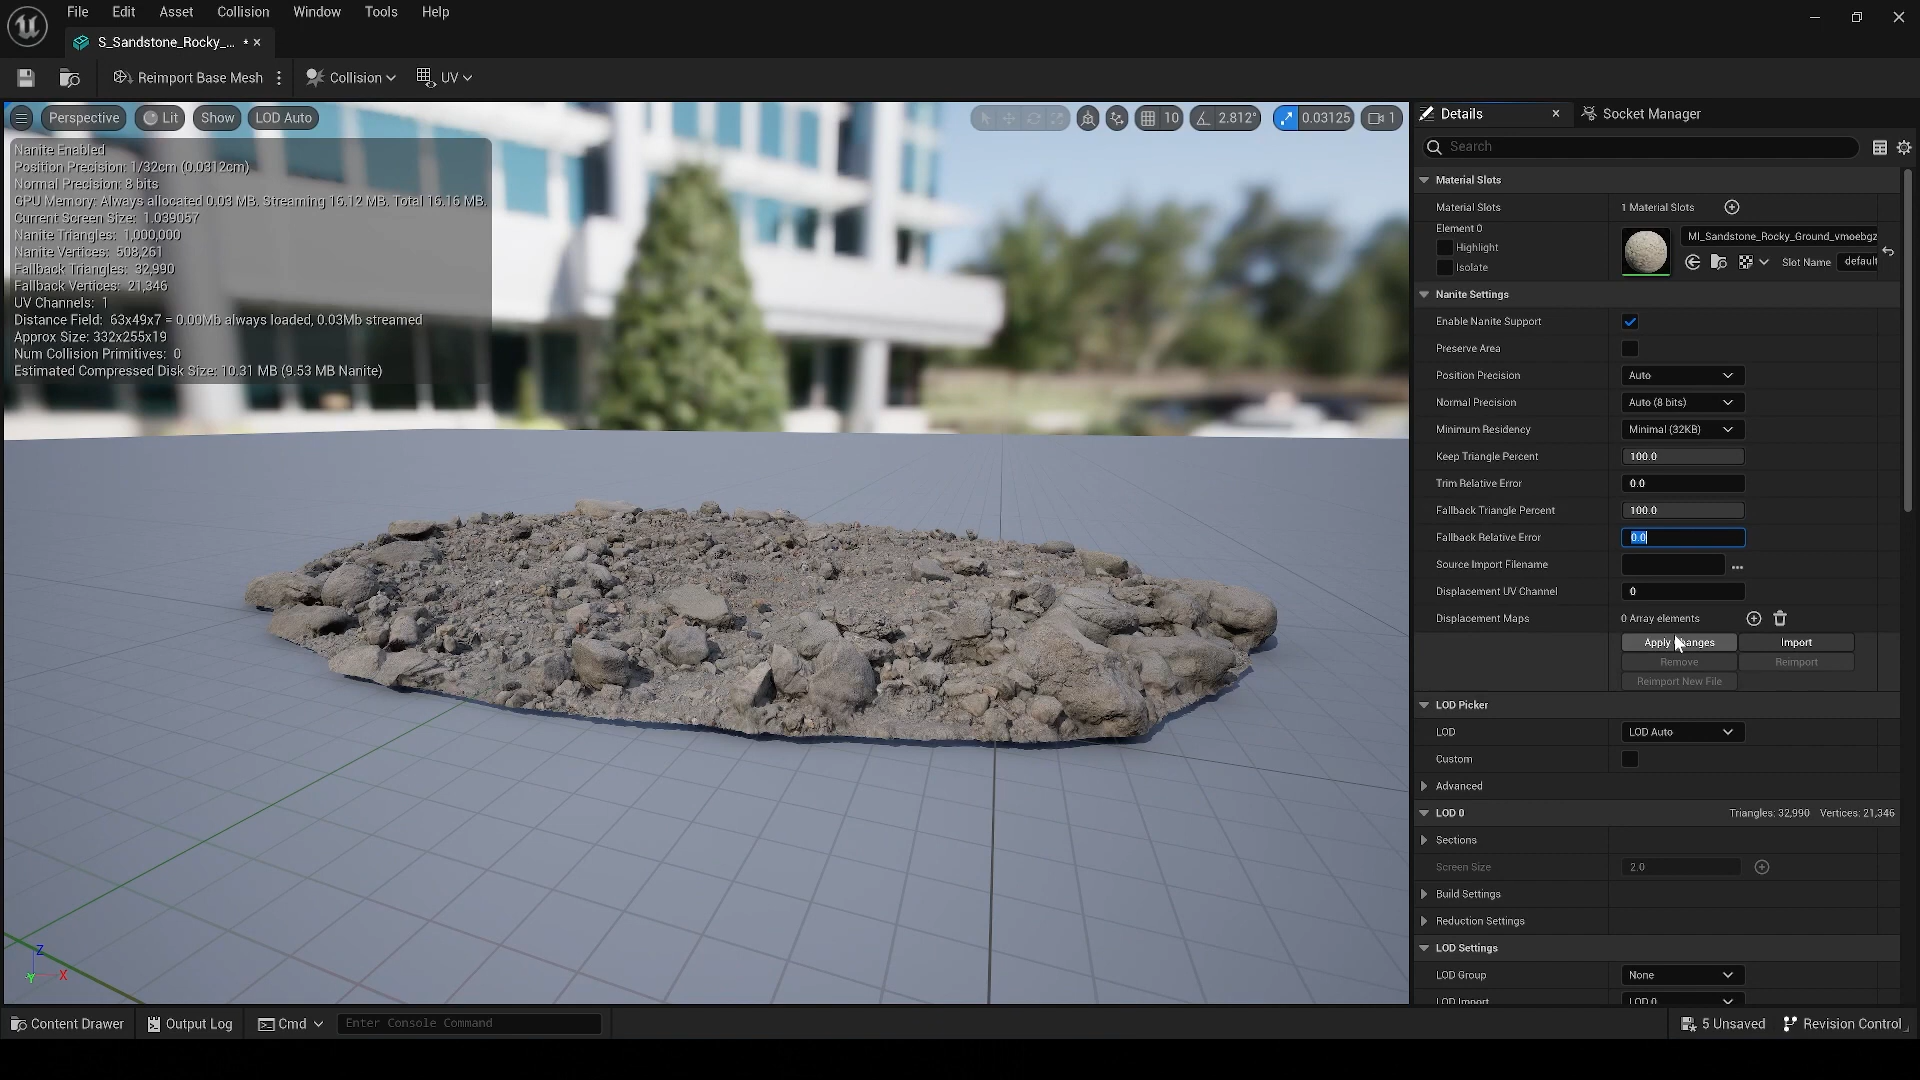 File Edit Asset Collision Window Tools Help
S_Sandstone_Rocky_... *
Reimport Base Mesh Collision UV
Perspective Lit Show LOD Auto 10 2.812° 0.03125 1
Nanite Enabled
Position Precision: 1/32cm (0.0312cm)
Normal Precision: 8 bits
GPU Memory: Always allocated 0.03 MB. Streaming 16.12 MB. Total 16.16 MB.
Current Screen Size: 1.039057
Nanite Triangles: 1,000,000
Nanite Vertices: 508,261
Fallback Triangles: 32,990
Fallback Vertices: 21,346
UV Channels: 1
Distance Field: 63x49x7 = 0.00Mb always loaded, 0.03Mb streamed
Approx Size: 332x255x19
Num Collision Primitives: 0
Estimated Compressed Disk Size: 10.31 MB (9.53 MB Nanite)
Z
Y X
Details Socket Manager
Search
Material Slots
Material Slots 1 Material Slots
Element 0
Highlight
Isolate
MI_Sandstone_Rocky_Ground_vmoebgz
Slot Name default
Nanite Settings
Enable Nanite Support
Preserve Area
Position Precision Auto
Normal Precision Auto (8 bits)
Minimum Residency Minimal (32KB)
Keep Triangle Percent 100.0
Trim Relative Error 0.0
Fallback Triangle Percent 100.0
Fallback Relative Error 0.0
Source Import Filename ...
Displacement UV Channel 0
Displacement Maps 0 Array elements
Apply Import
Remove Reimport
Reimport New File
LOD Picker
LOD LOD Auto
Custom
Advanced
LOD 0 Triangles: 32,990 Vertices: 21,346
Sections
Screen Size 2.0
Build Settings
Reduction Settings
LOD Settings
LOD Group None
LOD Import LOD 0
Content Drawer Output Log Cmd Enter Console Command 5 Unsaved Revision Control